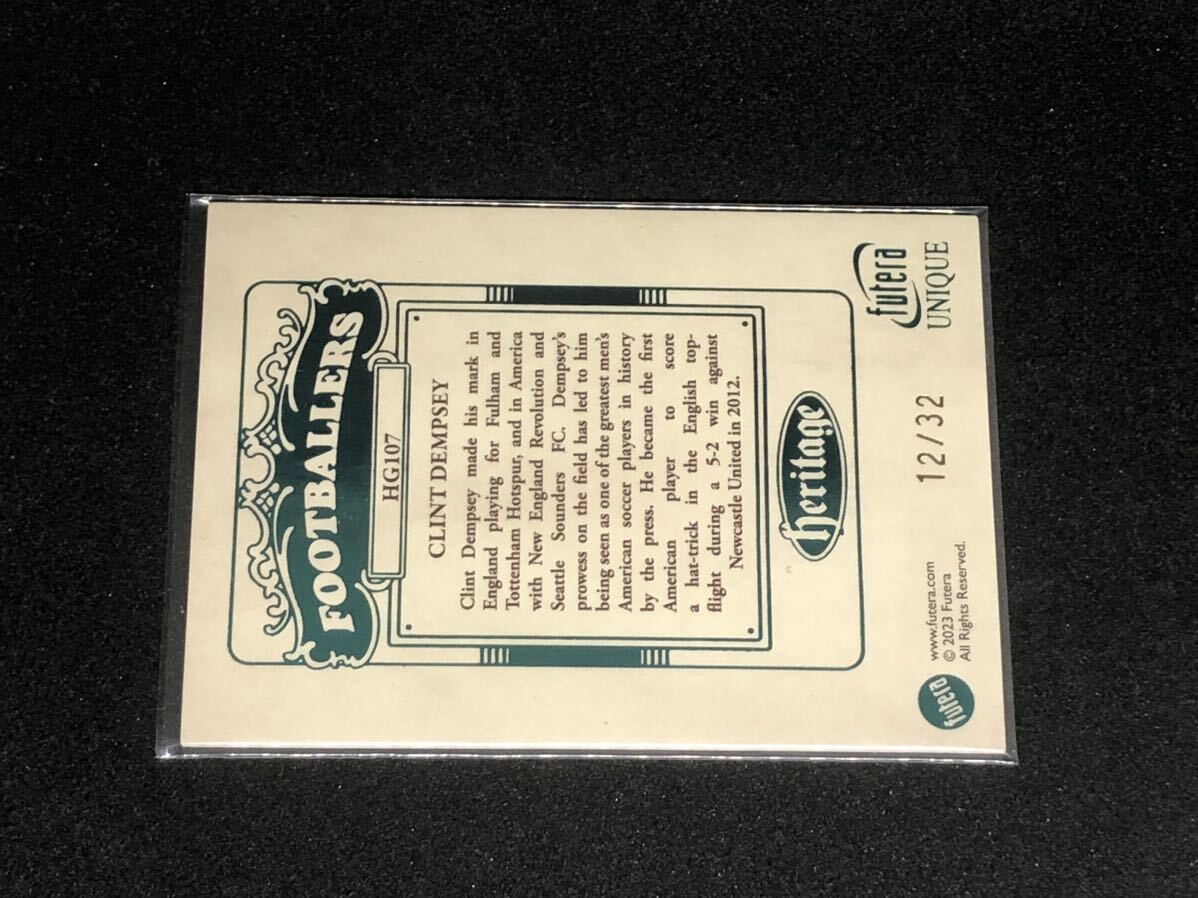 FOOTBALLERS
HG107
CLINT DEMPSEY
Clint Dempsey made his mark in
England playing for Fulham and
Tottenham Hotspur, and in America
with New England Revolution and
Seattle Sounders FC. Dempsey's
prowess on the field has led to him
being seen as one of the greatest men's
American soccer players in history
by the press. He became the first
American player to score
a hat-trick in the English top-
flight during a 5-2 win against
Newcastle United in 2012.
heritage
futera
www.futera.com
© 2023 Futera
All Rights Reserved.
12/32
futera
UNIQUE